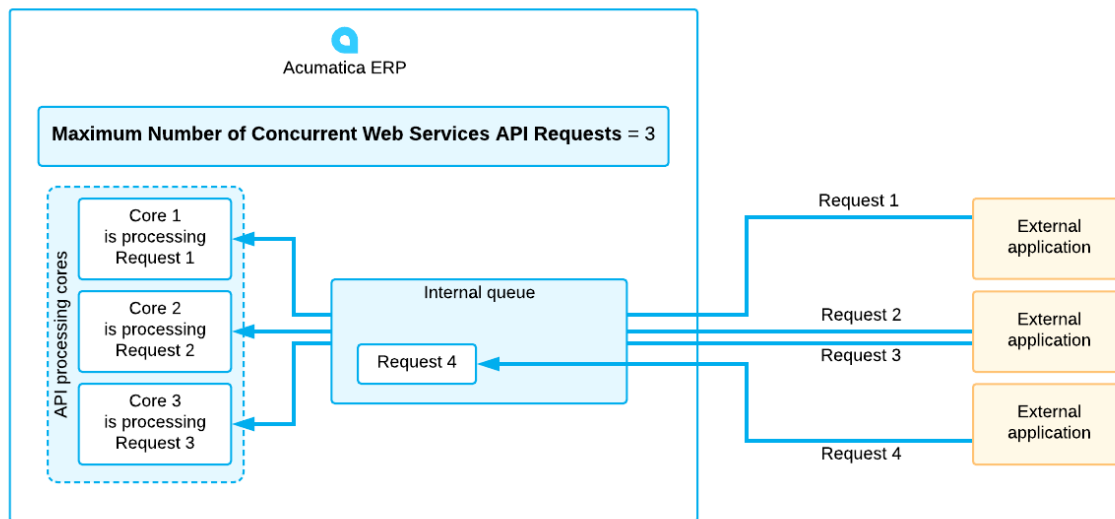 Acumatica ERP
Maximum Number of Concurrent Web Services API Requests = 3
API processing cores
Core 1
is processing
Request 1
Core 2
is processing
Request 2
Core 3
is processing
Request 3
Internal queue
Request 4
Request 1
Request 2
Request 3
Request 4
External
application
External
application
External
application